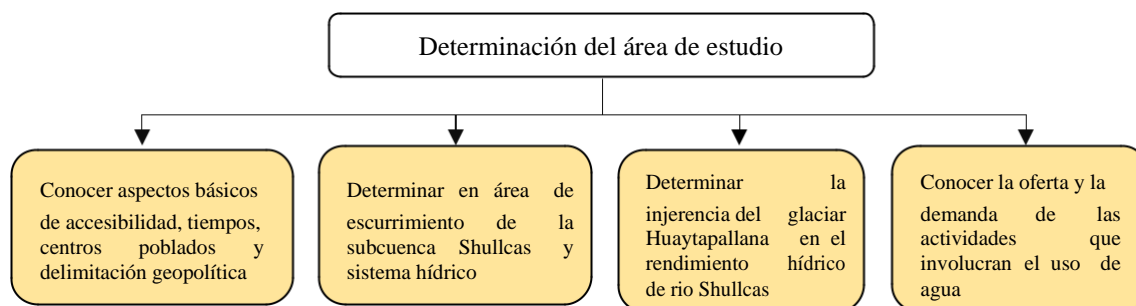 Determinación del área de estudio
Conocer aspectos básicos
de accesibilidad, tiempos,
centros poblados y
delimitación geopolítica
Determinar en área de
escurrimiento de la
subcuenca Shullcas y
sistema hídrico
Determinar la
injerencia del glaciar
Huaytapallana en el
rendimiento hídrico
de rio Shullcas
Conocer la oferta y la
demanda de las
actividades que
involucran el uso de
agua